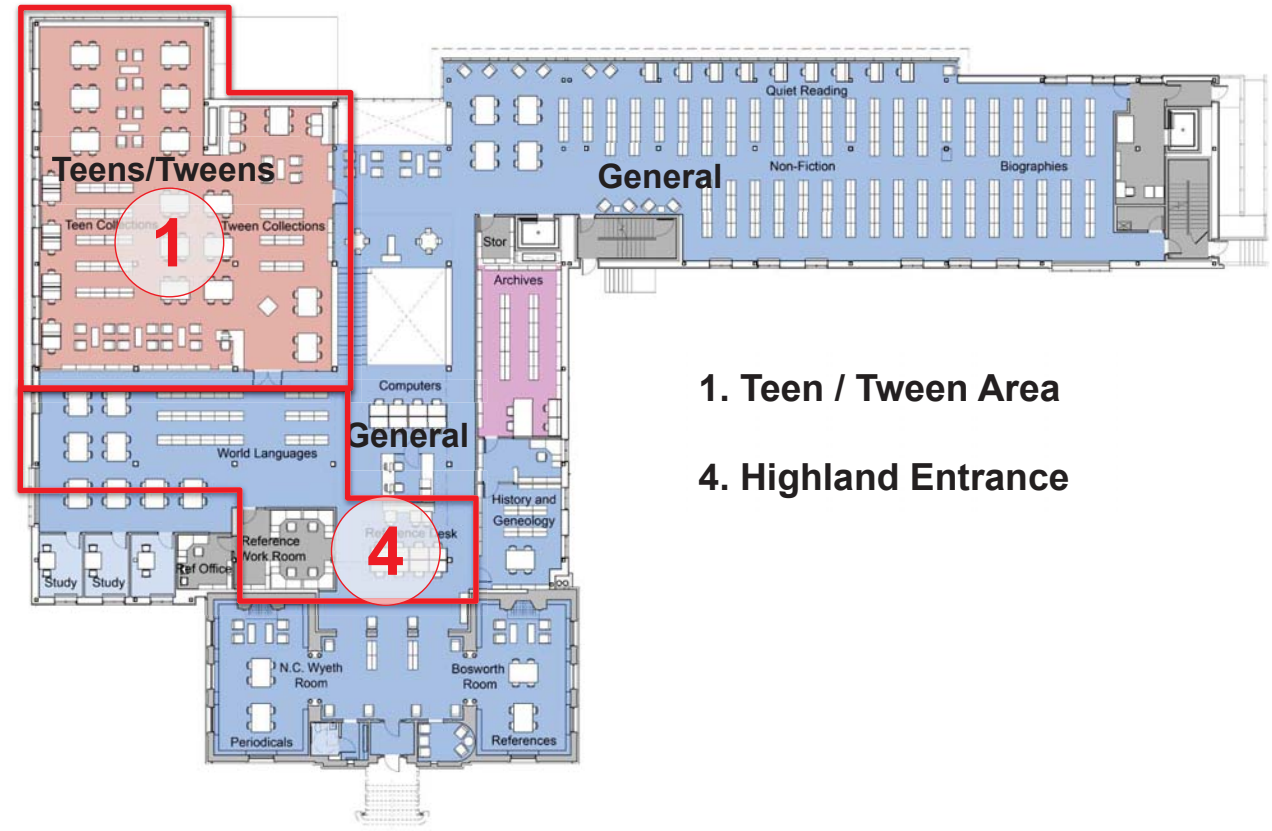 Quiet Reading
Teens/Tweens
General
Non-Fiction
Biographies
Teen Collections
1
Tween Collections
Stor
Archives
1. Teen / Tween Area
Computers
General
World Languages
4. Highland Entrance
History and
Geneology
Reference Desk
Reference
Work Room
4
Ref Office
Study
Study
N.C. Wyeth
Room
Bosworth
Room
Periodicals
References